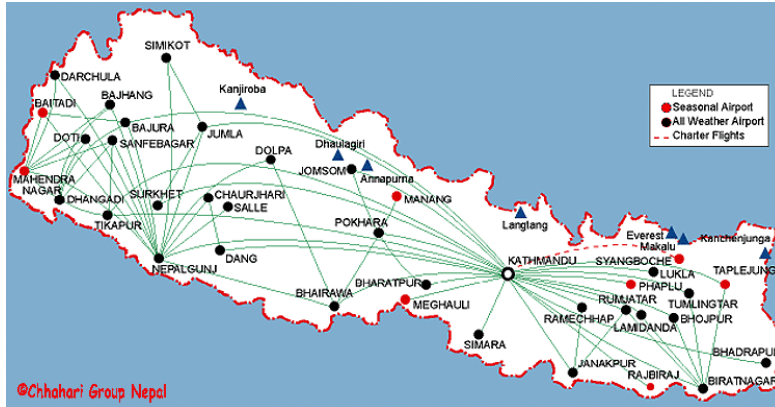 SIMIKOT
DARCHULA
BAJHANG
Kanjiroba
BAITADI
BAJURA
DOTI
SANFEBAGAR
JUMLA
Dhaulagiri
DOLPA
JOMSOM
Annapurna
MAHENDRA
NAGAR
DHANGADI
SURKHET
CHAURJHARI
SALLE
MANANG
TIKAPUR
POKHARA
Langtang
NEPALGUNJ
DANG
BHAIRAWA
BHARATPUR
MEGHAULI
KATHMANDU
SIMARA
LEGEND
Seasonal Airport
All Weather Airport
Charter Flights
Everest
Makalu
Kanchenjunga
SYANGBOCHE
LUKLA
TAPLEJUNG
PHAPLU
TUMLINGTAR
RUMJATAR
RAMECHHAP
LAMIDANDA
BHOJPUR
JANAKPUR
BHADRAPUR
RAJBIRAJ
BIRATNAGAR
©Chhahari Group Nepal